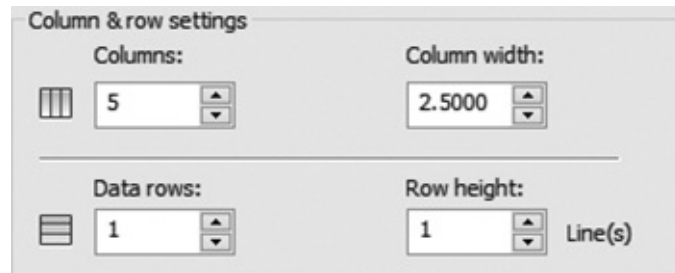 Column & row settings
Columns: Column width:
5 2.5000
Data rows: Row height:
1 1 Line(s)